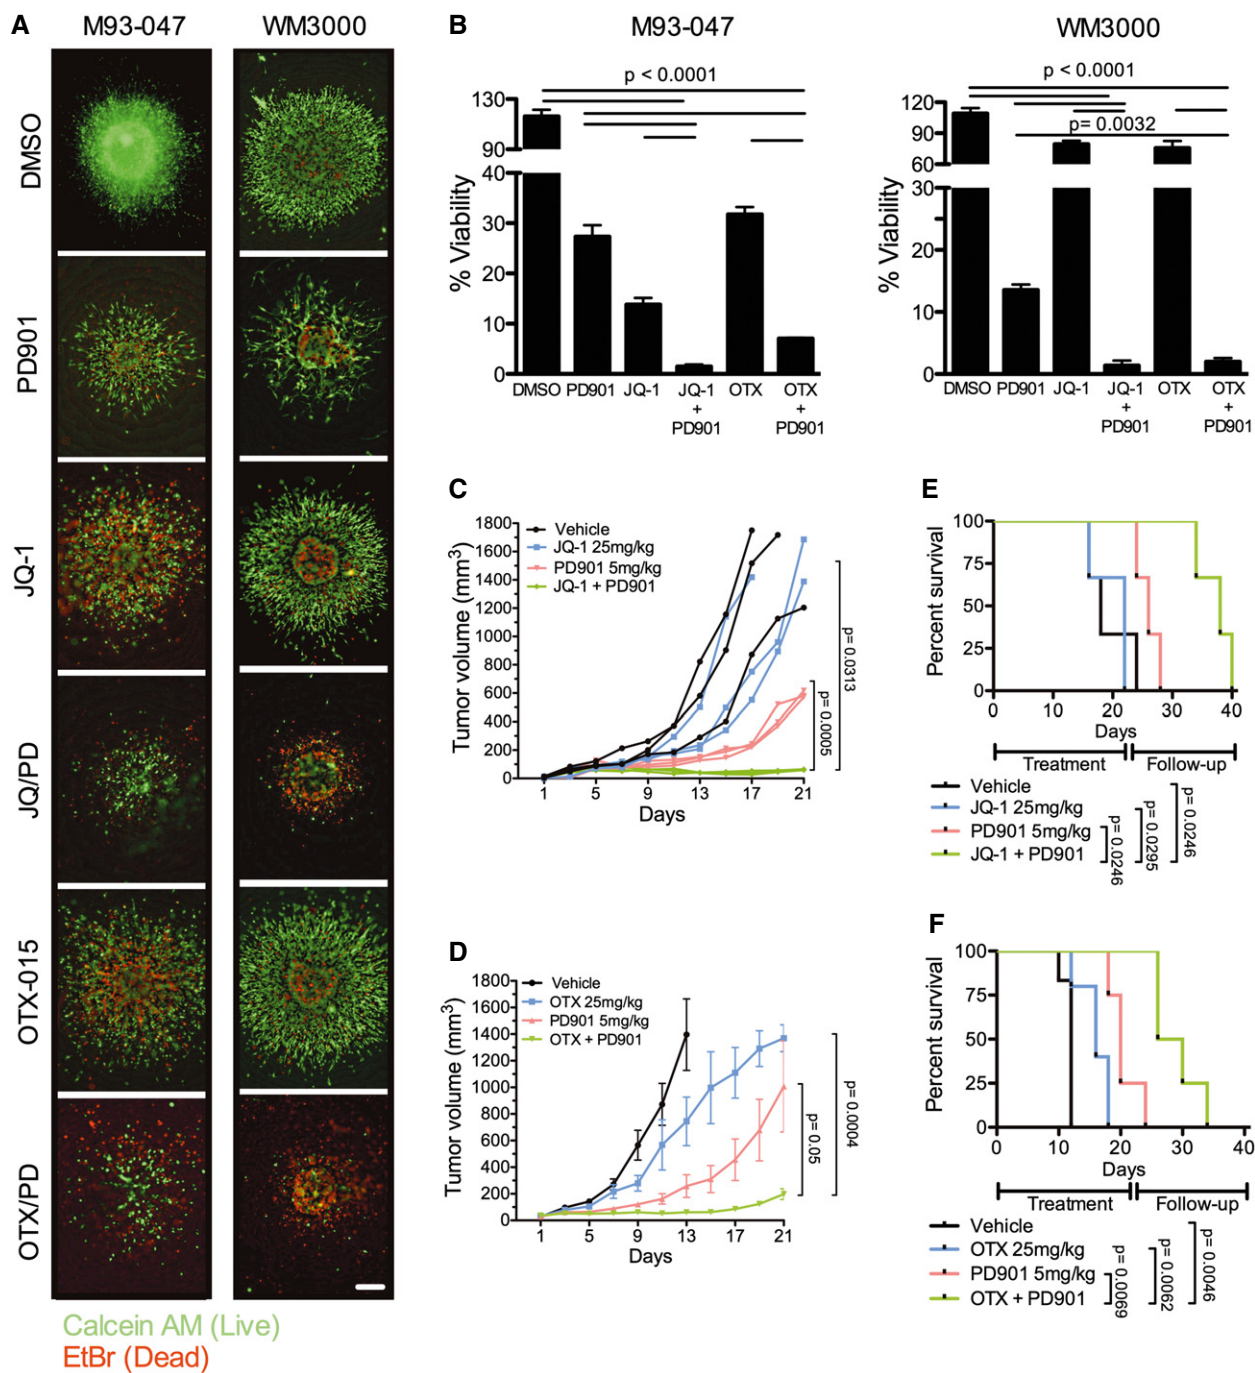 A
M93-047
WM3000
DMSO
PD901
JQ-1
JQ/PD
OTX-015
OTX/PD
Calcein AM (Live)
EtBr (Dead)
B
M93-047
p < 0.0001
% Viability
130
90
40
30
20
10
0
DMSO PD901 JQ-1 JQ-1 + PD901 OTX OTX + PD901
WM3000
p < 0.0001
p= 0.0032
% Viability
120
90
60
30
20
10
0
DMSO PD901 JQ-1 JQ-1 + PD901 OTX OTX + PD901
C
Tumor volume (mm3)
1800
1600
1400
1200
1000
800
600
400
200
0
Vehicle
JQ-1 25mg/kg
PD901 5mg/kg
JQ-1 + PD901
p= 0.0313
p= 0.0005
1 5 9 13 17 21
Days
E
Percent survival
100
75
50
25
0
0 10 20 30 40
Days
Treatment Follow-up
Vehicle
JQ-1 25mg/kg
PD901 5mg/kg
JQ-1 + PD901
p= 0.0246
p= 0.0295
p= 0.0246
D
Tumor volume (mm3)
1800
1600
1400
1200
1000
800
600
400
200
0
Vehicle
OTX 25mg/kg
PD901 5mg/kg
OTX + PD901
p= 0.05
p= 0.0004
1 5 9 13 17 21
Days
F
Percent survival
100
75
50
25
0
0 10 20 30 40
Days
Treatment Follow-up
Vehicle
OTX 25mg/kg
PD901 5mg/kg
OTX + PD901
p= 0.0069
p= 0.0062
p= 0.0046